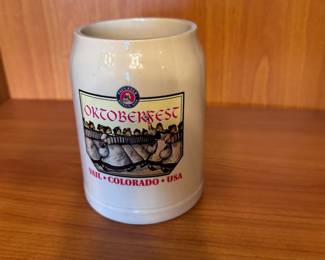 OKTOBERFEST
VAIL • COLORADO • USA